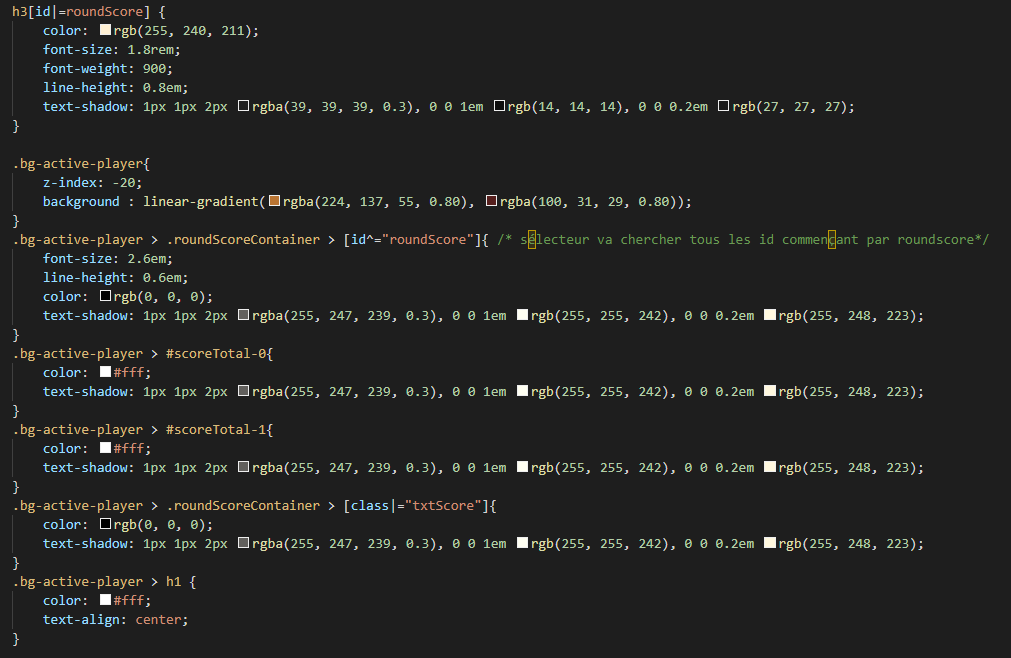 h3[id|=roundScore] {
color: rgb(255, 240, 211);
font-size: 1.8rem;
font-weight: 900;
line-height: 0.8em;
text-shadow: 1px 1px 2px rgba(39, 39, 39, 0.3), 0 0 1em rgb(14, 14, 14), 0 0 0.2em rgb(27, 27, 27);
}
.bg-active-player{
z-index: -20;
background : linear-gradient(rgba(224, 137, 55, 0.80), rgba(100, 31, 29, 0.80));
}
.bg-active-player > .roundScoreContainer > [id^="roundScore"]{ /* sélecteur va chercher tous les id commençant par roundscore*/
font-size: 2.6em;
line-height: 0.6em;
color: rgb(0, 0, 0);
text-shadow: 1px 1px 2px rgba(255, 247, 239, 0.3), 0 0 1em rgb(255, 255, 242), 0 0 0.2em rgb(255, 248, 223);
}
.bg-active-player > #scoreTotal-0{
color: #fff;
text-shadow: 1px 1px 2px rgba(255, 247, 239, 0.3), 0 0 1em rgb(255, 255, 242), 0 0 0.2em rgb(255, 248, 223);
}
.bg-active-player > #scoreTotal-1{
color: #fff;
text-shadow: 1px 1px 2px rgba(255, 247, 239, 0.3), 0 0 1em rgb(255, 255, 242), 0 0 0.2em rgb(255, 248, 223);
}
.bg-active-player > .roundScoreContainer > [class|="txtScore"]{
color: rgb(0, 0, 0);
text-shadow: 1px 1px 2px rgba(255, 247, 239, 0.3), 0 0 1em rgb(255, 255, 242), 0 0 0.2em rgb(255, 248, 223);
}
.bg-active-player > h1 {
color: #fff;
text-align: center;
}